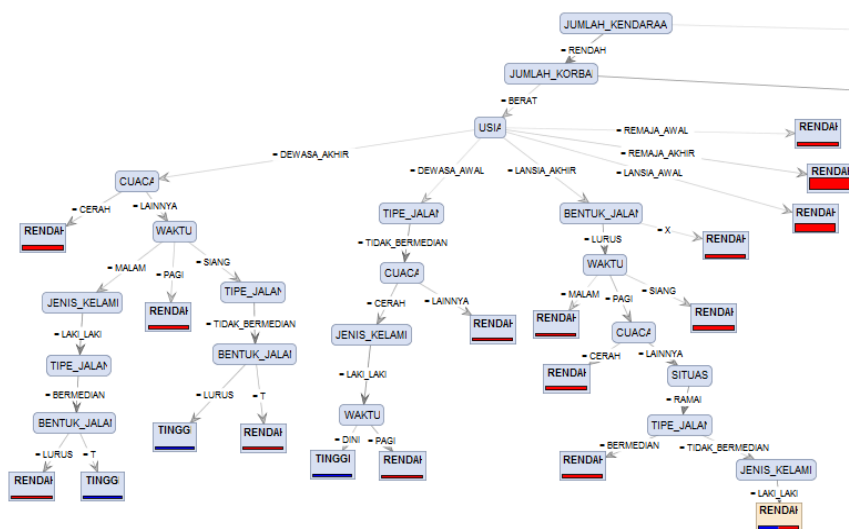 JUMLAH_KENDARAA
= RENDAH
JUMLAH_KORBA
= BERAT
USIA
= REMAJA_AWAL
RENDAH
= REMAJA_AKHIR
= DEWASA_AKHIR
= DEWASA_AWAL
= LANSIA_AKHIR
= LANSIA_AWAL
RENDAH
CUACA
= CERAH
= LAINNYA
TIPE_JALAN
BENTUK_JALAN
RENDAH
RENDAH
WAKTU
= TIDAK_BERMEDIAN
= LURUS
= X
RENDAH
= MALAM
= PAGI
= SIANG
CUACA
WAKTU
JENIS_KELAMI
RENDAH
TIPE_JALAN
= CERAH
= LAINNYA
= MALAM
= PAGI
= SIANG
= LAKI_LAKI
= TIDAK_BERMEDIAN
JENIS_KELAMI
RENDAH
RENDAH
CUACA
RENDAH
TIPE_JALAN
BENTUK_JALAN
= LAKI_LAKI
= CERAH
= LAINNYA
= BERMEDIAN
= LURUS
= T
WAKTU
RENDAH
SITUAS
BENTUK_JALAN
TINGGI
RENDAH
= DINI
= PAGI
= RAMAI
= LURUS
= T
TINGGI
RENDAH
TIPE_JALAN
RENDAH
TINGGI
= BERMEDIAN
= TIDAK_BERMEDIAN
RENDAH
JENIS_KELAMI
= LAKI_LAKI
RENDAH